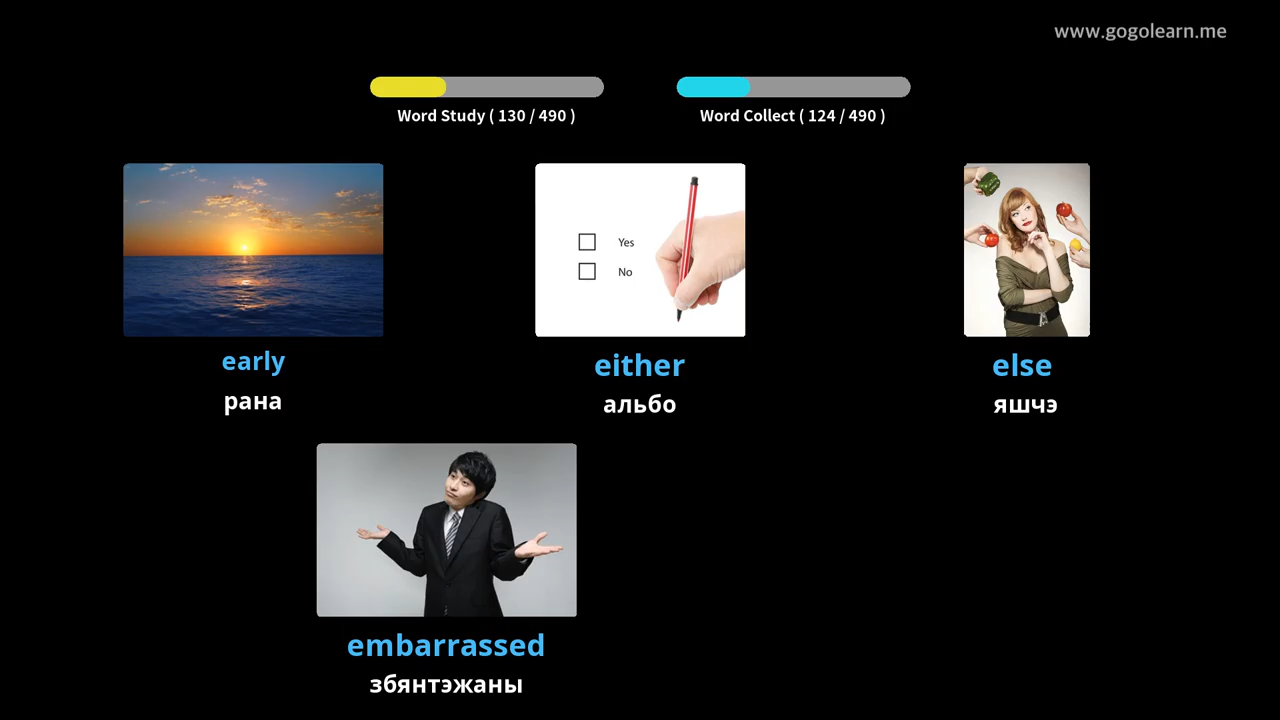 www.gogolearn.me
Word Study ( 130 / 490 )
Word Collect ( 124 / 490 )
Yes
No
early
either
else
рана
альбо
яшчэ
embarrassed
збянтэжаны